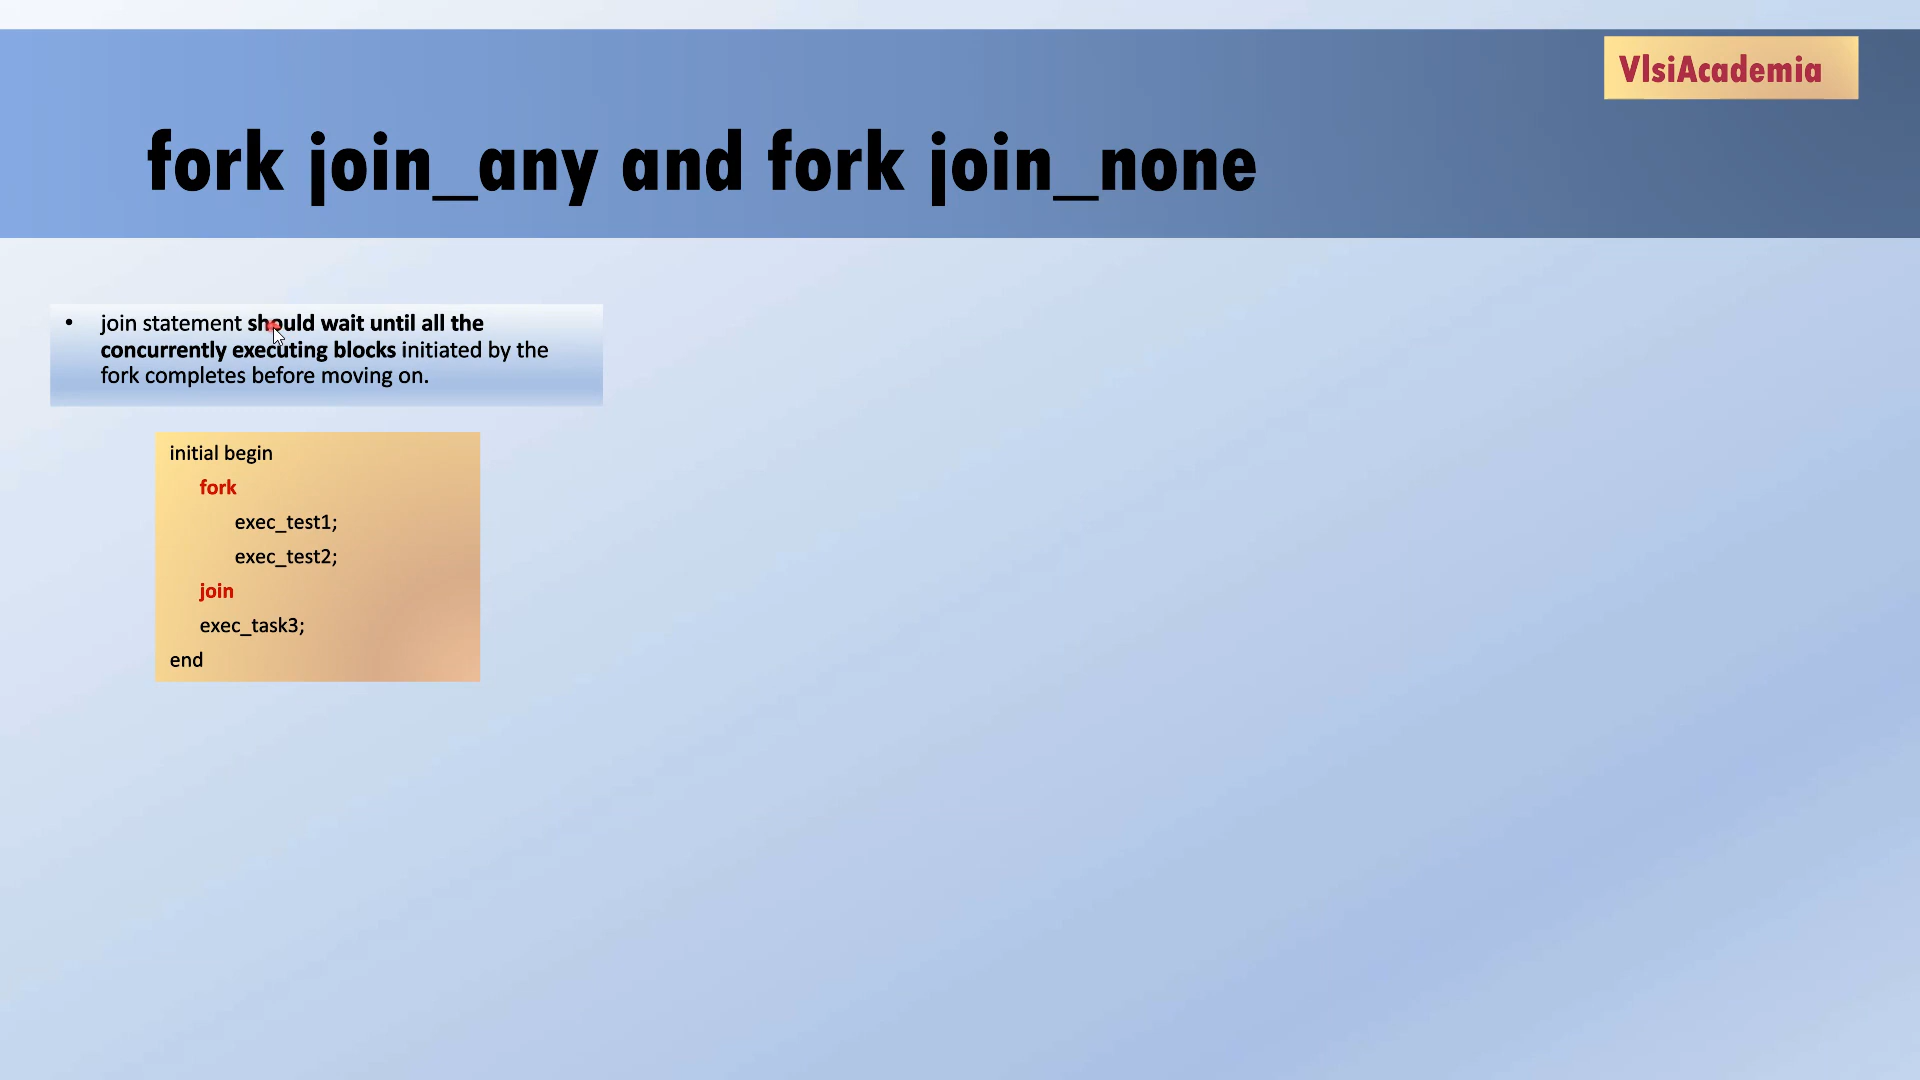 VlsiAcademia
fork join_any and fork join_none
• join statement should wait until all the
concurrently executing blocks initiated by the
fork completes before moving on.
initial begin
fork
exec_test1;
exec_test2;
join
exec_task3;
end